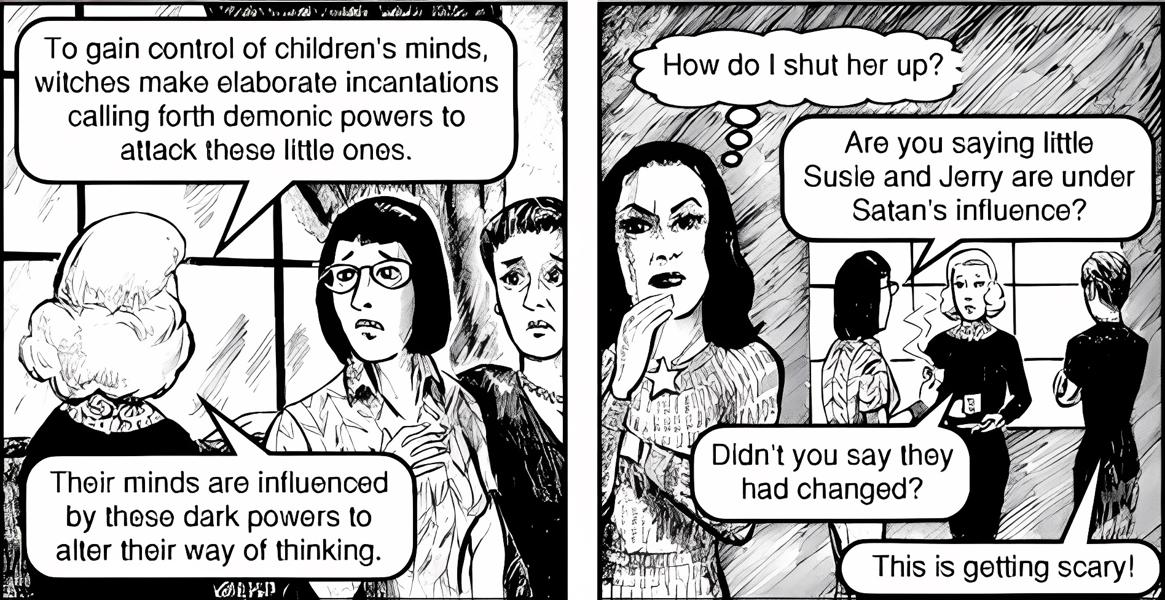 To gain control of children's minds,
witches make elaborate incantations
calling forth demonic powers to
attack these little ones.
Their minds are influenced
by these dark powers to
alter their way of thinking.
How do I shut her up?
Are you saying little
Susie and Jerry are under
Satan's influence?
Didn't you say they
had changed?
This is getting scary!